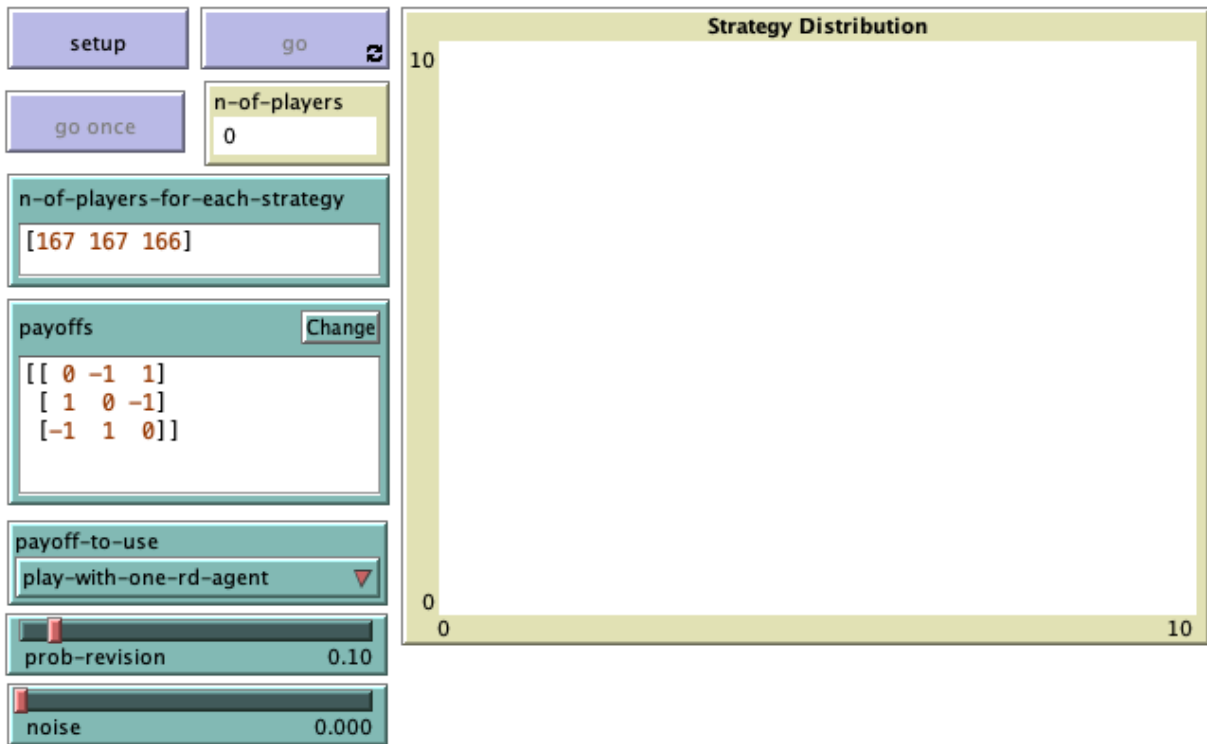 setup
go
go once
n-of-players
0
n-of-players-for-each-strategy
[167 167 166]
payoffs
Change
[[ 0 -1  1]
 [ 1  0 -1]
 [-1  1  0]]
payoff-to-use
play-with-one-rd-agent
prob-revision 0.10
noise 0.000
Strategy Distribution
10
0
0 10